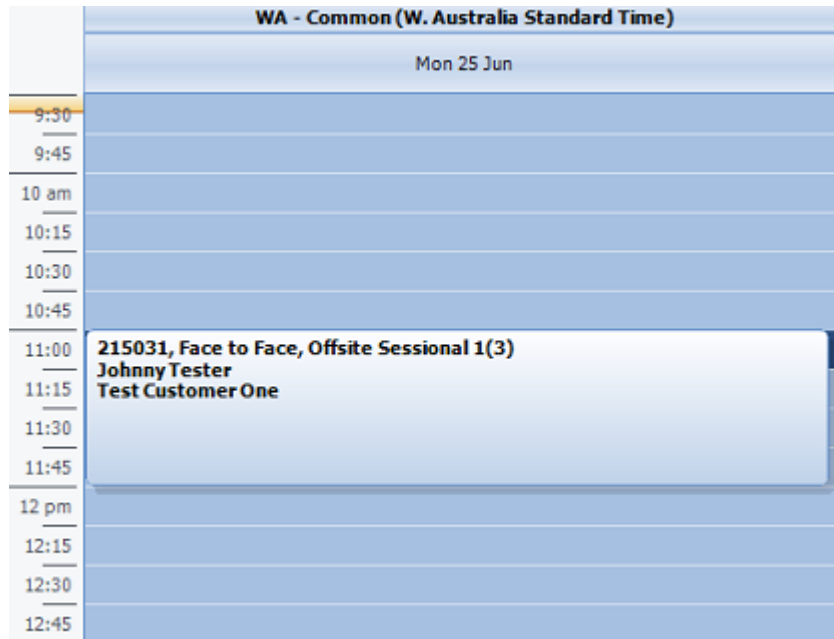 WA - Common (W. Australia Standard Time)
Mon 25 Jun
9:30
9:45
10 am
10:15
10:30
10:45
11:00
215031, Face to Face, Offsite Sessional 1(3)
Johnny Tester
11:15
Test Customer One
11:30
11:45
12 pm
12:15
12:30
12:45